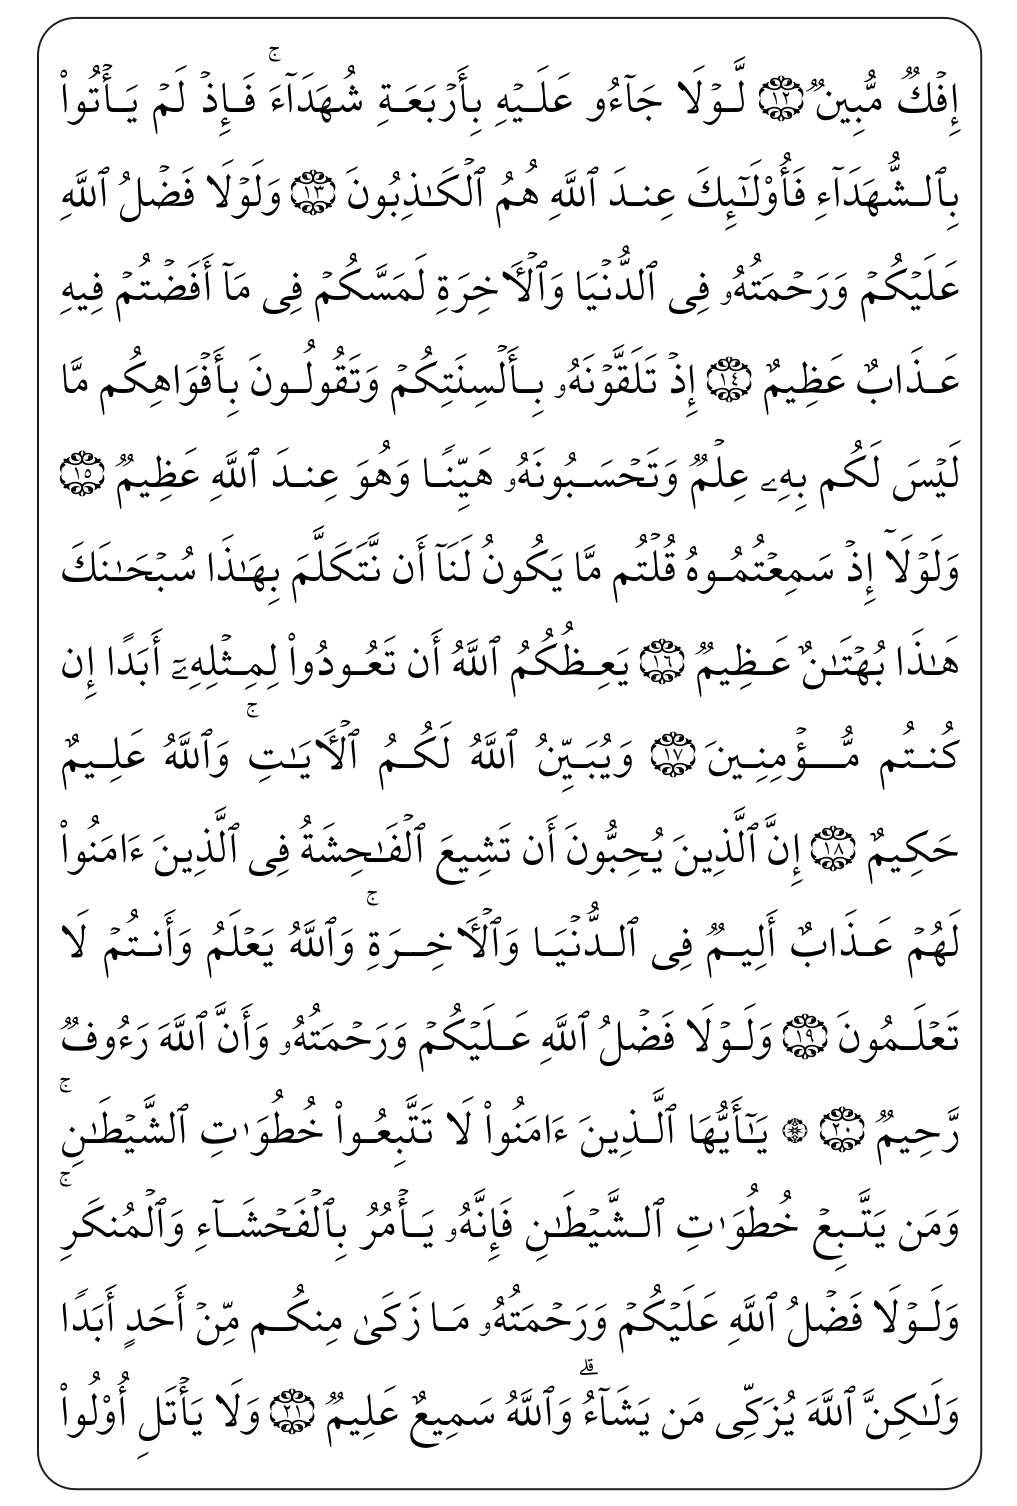 إِفْكٌ مُّبِينٌ ۝١٢ لَّوْلَا جَآءُو عَلَيْهِ بِأَرْبَعَةِ شُهَدَآءَ ۚ فَإِذْ لَمْ يَأْتُوا۟
بِٱلشُّهَدَآءِ فَأُو۟لَـٰٓئِكَ عِندَ ٱللَّهِ هُمُ ٱلْكَـٰذِبُونَ ۝١٣ وَلَوْلَا فَضْلُ ٱللَّهِ
عَلَيْكُمْ وَرَحْمَتُهُۥ فِى ٱلدُّنْيَا وَٱلْـَٔاخِرَةِ لَمَسَّكُمْ فِى مَآ أَفَضْتُمْ فِيهِ
عَذَابٌ عَظِيمٌ ۝١٤ إِذْ تَلَقَّوْنَهُۥ بِأَلْسِنَتِكُمْ وَتَقُولُونَ بِأَفْوَاهِكُم مَّا
لَيْسَ لَكُم بِهِۦ عِلْمٌ وَتَحْسَبُونَهُۥ هَيِّنًا وَهُوَ عِندَ ٱللَّهِ عَظِيمٌ ۝١٥
وَلَوْلَآ إِذْ سَمِعْتُمُوهُ قُلْتُم مَّا يَكُونُ لَنَآ أَن نَّتَكَلَّمَ بِهَـٰذَا سُبْحَـٰنَكَ
هَـٰذَا بُهْتَـٰنٌ عَظِيمٌ ۝١٦ يَعِظُكُمُ ٱللَّهُ أَن تَعُودُوا۟ لِمِثْلِهِۦٓ أَبَدًا إِن
كُنتُم مُّؤْمِنِينَ ۝١٧ وَيُبَيِّنُ ٱللَّهُ لَكُمُ ٱلْـَٔايَـٰتِ ۚ وَٱللَّهُ عَلِيمٌ
حَكِيمٌ ۝١٨ إِنَّ ٱلَّذِينَ يُحِبُّونَ أَن تَشِيعَ ٱلْفَـٰحِشَةُ فِى ٱلَّذِينَ ءَامَنُوا۟
لَهُمْ عَذَابٌ أَلِيمٌ فِى ٱلدُّنْيَا وَٱلْـَٔاخِرَةِ ۚ وَٱللَّهُ يَعْلَمُ وَأَنتُمْ لَا
تَعْلَمُونَ ۝١٩ وَلَوْلَا فَضْلُ ٱللَّهِ عَلَيْكُمْ وَرَحْمَتُهُۥ وَأَنَّ ٱللَّهَ رَءُوفٌ
رَّحِيمٌ ۝٢٠ ۞ يَـٰٓأَيُّهَا ٱلَّذِينَ ءَامَنُوا۟ لَا تَتَّبِعُوا۟ خُطُوَٰتِ ٱلشَّيْطَـٰنِ ۚ
وَمَن يَتَّبِعْ خُطُوَٰتِ ٱلشَّيْطَـٰنِ فَإِنَّهُۥ يَأْمُرُ بِٱلْفَحْشَآءِ وَٱلْمُنكَرِ ۚ
وَلَوْلَا فَضْلُ ٱللَّهِ عَلَيْكُمْ وَرَحْمَتُهُۥ مَا زَكَىٰ مِنكُم مِّنْ أَحَدٍ أَبَدًا
وَلَـٰكِنَّ ٱللَّهَ يُزَكِّى مَن يَشَآءُ ۗ وَٱللَّهُ سَمِيعٌ عَلِيمٌ ۝٢١ وَلَا يَأْتَلِ أُو۟لُوا۟